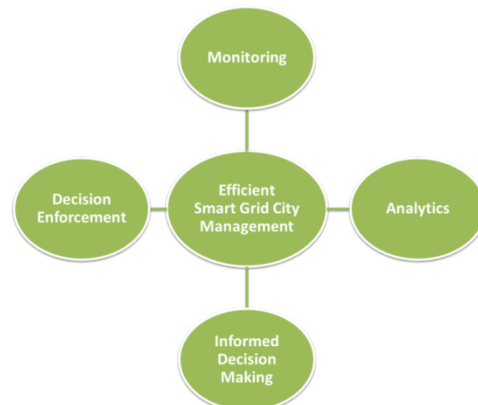 Monitoring
Decision
Enforcement
Efficient
Smart Grid City
Management
Analytics
Informed
Decision
Making